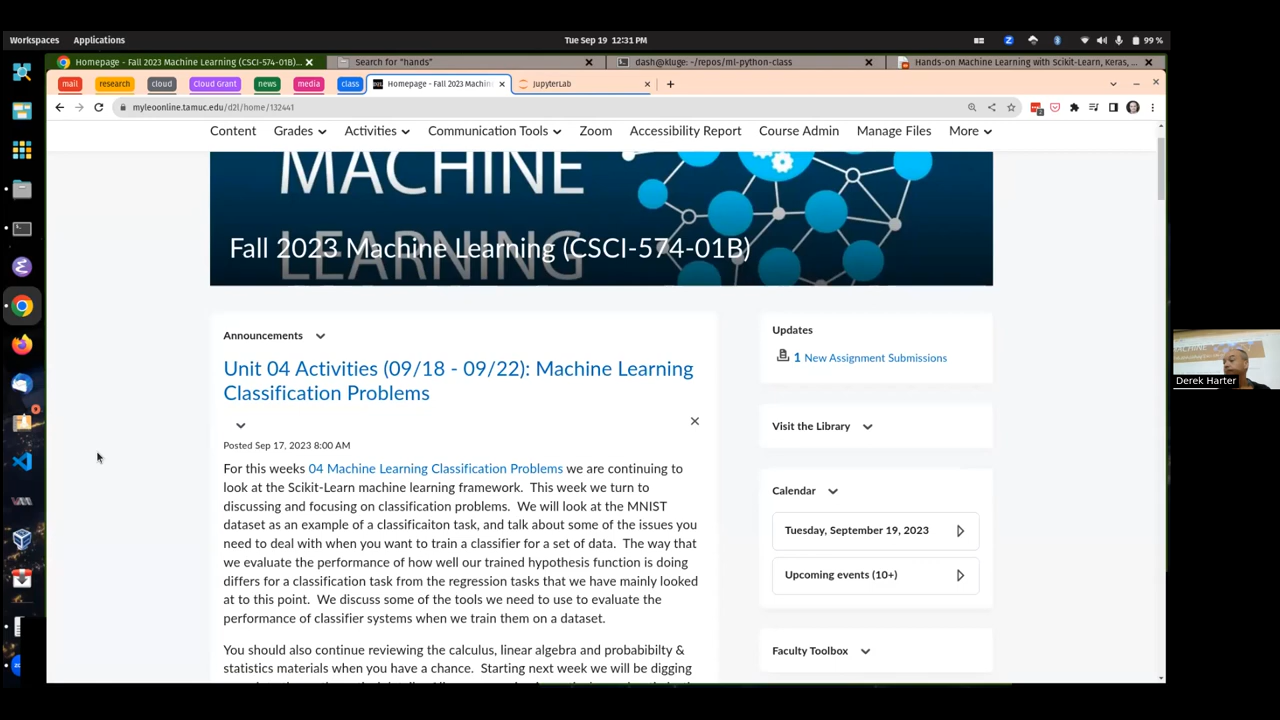 Workspaces Applications Tue Sep 19 12:31 PM 99 %
Homepage - Fall 2023 Machine Learning (CSCI-574-01B)... Search for "hands" dash@kluge: ~/repos/ml-python-class Hands-on Machine Learning with Scikit-Learn, Keras, ...
mail research cloud Cloud Grant news media class Homepage - Fall 2023 Machin JupyterLab
myleoonline.tamuc.edu/d2l/home/132441
Content Grades Activities Communication Tools Zoom Accessibility Report Course Admin Manage Files More
MACHINE
LEARNING
Fall 2023 Machine Learning (CSCI-574-01B)
Announcements
Unit 04 Activities (09/18 - 09/22): Machine Learning
Classification Problems
Posted Sep 17, 2023 8:00 AM
For this weeks 04 Machine Learning Classification Problems we are continuing to
look at the Scikit-Learn machine learning framework. This week we turn to
discussing and focusing on classification problems. We will look at the MNIST
dataset as an example of a classificaiton task, and talk about some of the issues you
need to deal with when you want to train a classifier for a set of data. The way that
we evaluate the performance of how well our trained hypothesis function is doing
differs for a classification task from the regression tasks that we have mainly looked
at to this point. We discuss some of the tools we need to use to evaluate the
performance of classifier systems when we train them on a dataset.
You should also continue reviewing the calculus, linear algebra and probabibilty &
statistics materials when you have a chance. Starting next week we will be digging
Updates
1 New Assignment Submissions
Visit the Library
Calendar
Tuesday, September 19, 2023
Upcoming events (10+)
Faculty Toolbox
Derek Harter